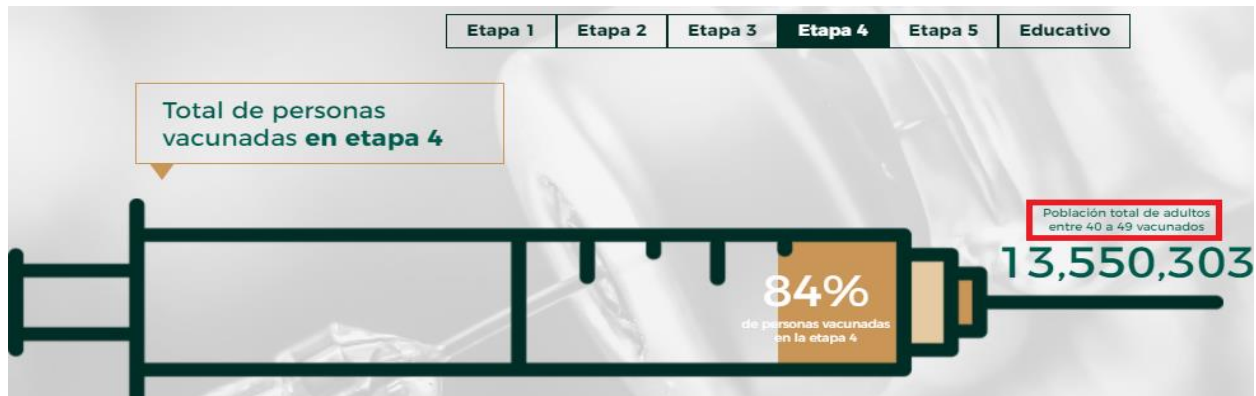 Etapa 1 Etapa 2 Etapa 3 Etapa 4 Etapa 5 Educativo
Total de personas
vacunadas en etapa 4
Población total de adultos
entre 40 a 49 vacunados
13,550,303
84%
de personas vacunadas
en la etapa 4